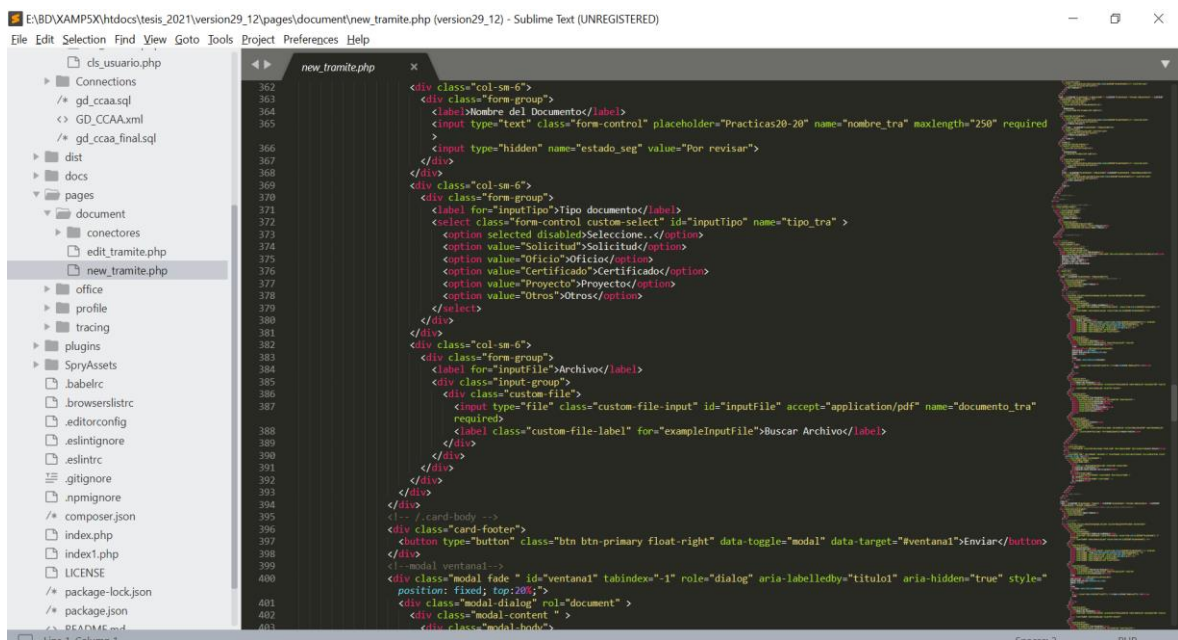 E:\BD\XAMP5X\htdocs\tesis_2021\version29_12\pages\document\new_tramite.php (version29_12) - Sublime Text (UNREGISTERED)
File Edit Selection Find View Goto Tools Project Preferences Help
cls_usuario.php
Connections
/* gd_ccaa.sql
<> GD_CCAA.xml
/* gd_ccaa_final.sql
dist
docs
pages
document
conectores
edit_tramite.php
new_tramite.php
office
profile
tracing
plugins
SpryAssets
.babelrc
.browserslistrc
.editorconfig
.eslintignore
.eslintrc
.gitignore
.npmignore
/* composer.json
index.php
index1.php
LICENSE
/* package-lock.json
/* package.json
<> README.md
new_tramite.php ×
362 <div class="col-sm-6">
363 <div class="form-group">
364 <label>Nombre del Documento</label>
365 <input type="text" class="form-control" placeholder="Practicas20-20" name="nombre_tra" maxlength="250" required
>
366 <input type="hidden" name="estado_seg" value="Por revisar">
367 </div>
368 </div>
369 <div class="col-sm-6">
370 <div class="form-group">
371 <label for="inputTipo">Tipo documento</label>
372 <select class="form-control custom-select" id="inputTipo" name="tipo_tra" >
373 <option selected disabled>Seleccione..</option>
374 <option value="Solicitud">Solicitud</option>
375 <option value="Oficio">Oficio</option>
376 <option value="Certificado">Certificado</option>
377 <option value="Proyecto">Proyecto</option>
378 <option value="Otros">Otros</option>
379 </select>
380 </div>
381 </div>
382 <div class="col-sm-6">
383 <div class="form-group">
384 <label for="inputFile">Archivo</label>
385 <div class="input-group">
386 <div class="custom-file">
387 <input type="file" class="custom-file-input" id="inputFile" accept="application/pdf" name="documento_tra"
required>
388 <label class="custom-file-label" for="exampleInputFile">Buscar Archivo</label>
389 </div>
390 </div>
391 </div>
392 </div>
393 </div>
394 </div>
395 <!-- /.card-body -->
396 <div class="card-footer">
397 <button type="button" class="btn btn-primary float-right" data-toggle="modal" data-target="#ventana1">Enviar</button>
398 </div>
399 <!--modal ventana1-->
400 <div class="modal fade " id="ventana1" tabindex="-1" role="dialog" aria-labelledby="titulo1" aria-hidden="true" style="
position: fixed; top:20%;">
401 <div class="modal-dialog" rol="document" >
402 <div class="modal-content " >
403 <div class="modal-body">
Line 1, Column 1
PHP